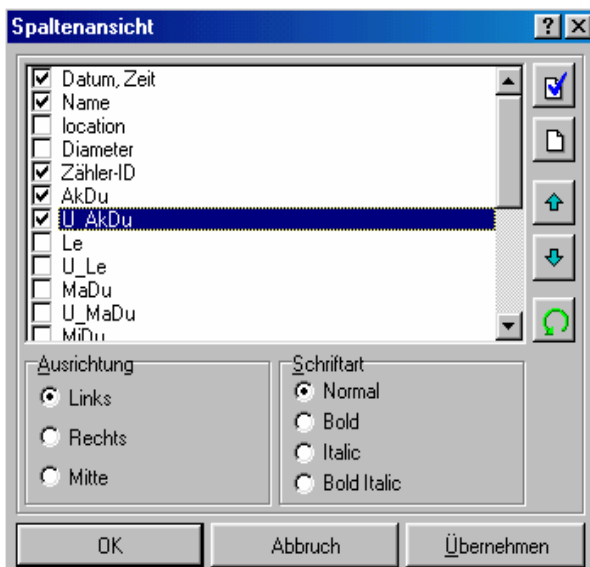 Spaltenansicht
Datum, Zeit
Name
location
Diameter
Zähler-ID
AkDu
U_AkDu
Le
U_Le
MaDu
U_MaDu
MiDu
Ausrichtung
Links
Rechts
Mitte
Schriftart
Normal
Bold
Italic
Bold Italic
OK Abbruch Übernehmen